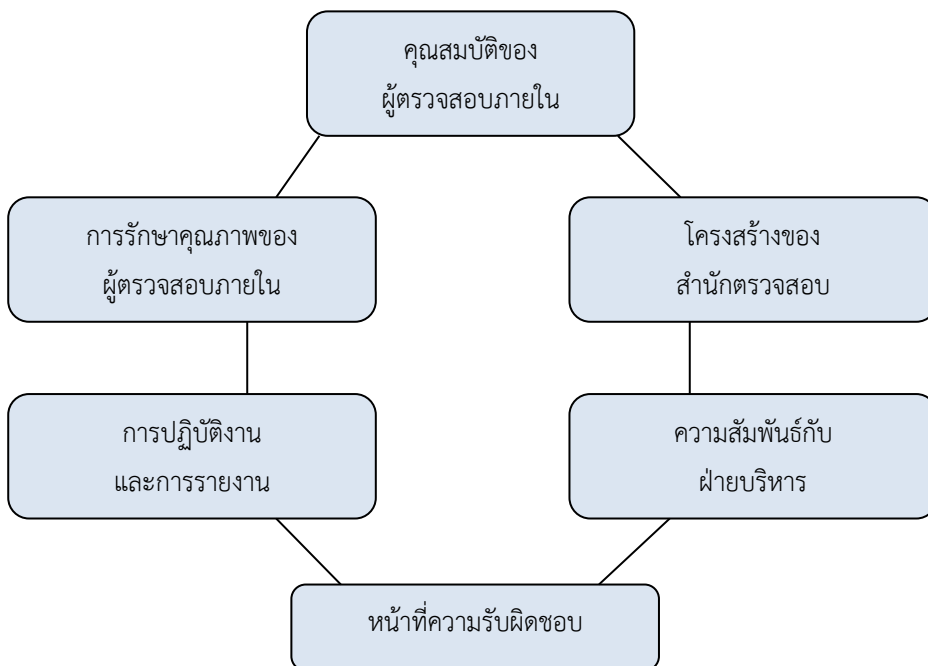 คุณสมบัติของ
ผู้ตรวจสอบภายใน
การรักษาคุณภาพของ
ผู้ตรวจสอบภายใน
โครงสร้างของ
สำนักตรวจสอบ
การปฏิบัติงาน
และการรายงาน
ความสัมพันธ์กับ
ฝ่ายบริหาร
หน้าที่ความรับผิดชอบ